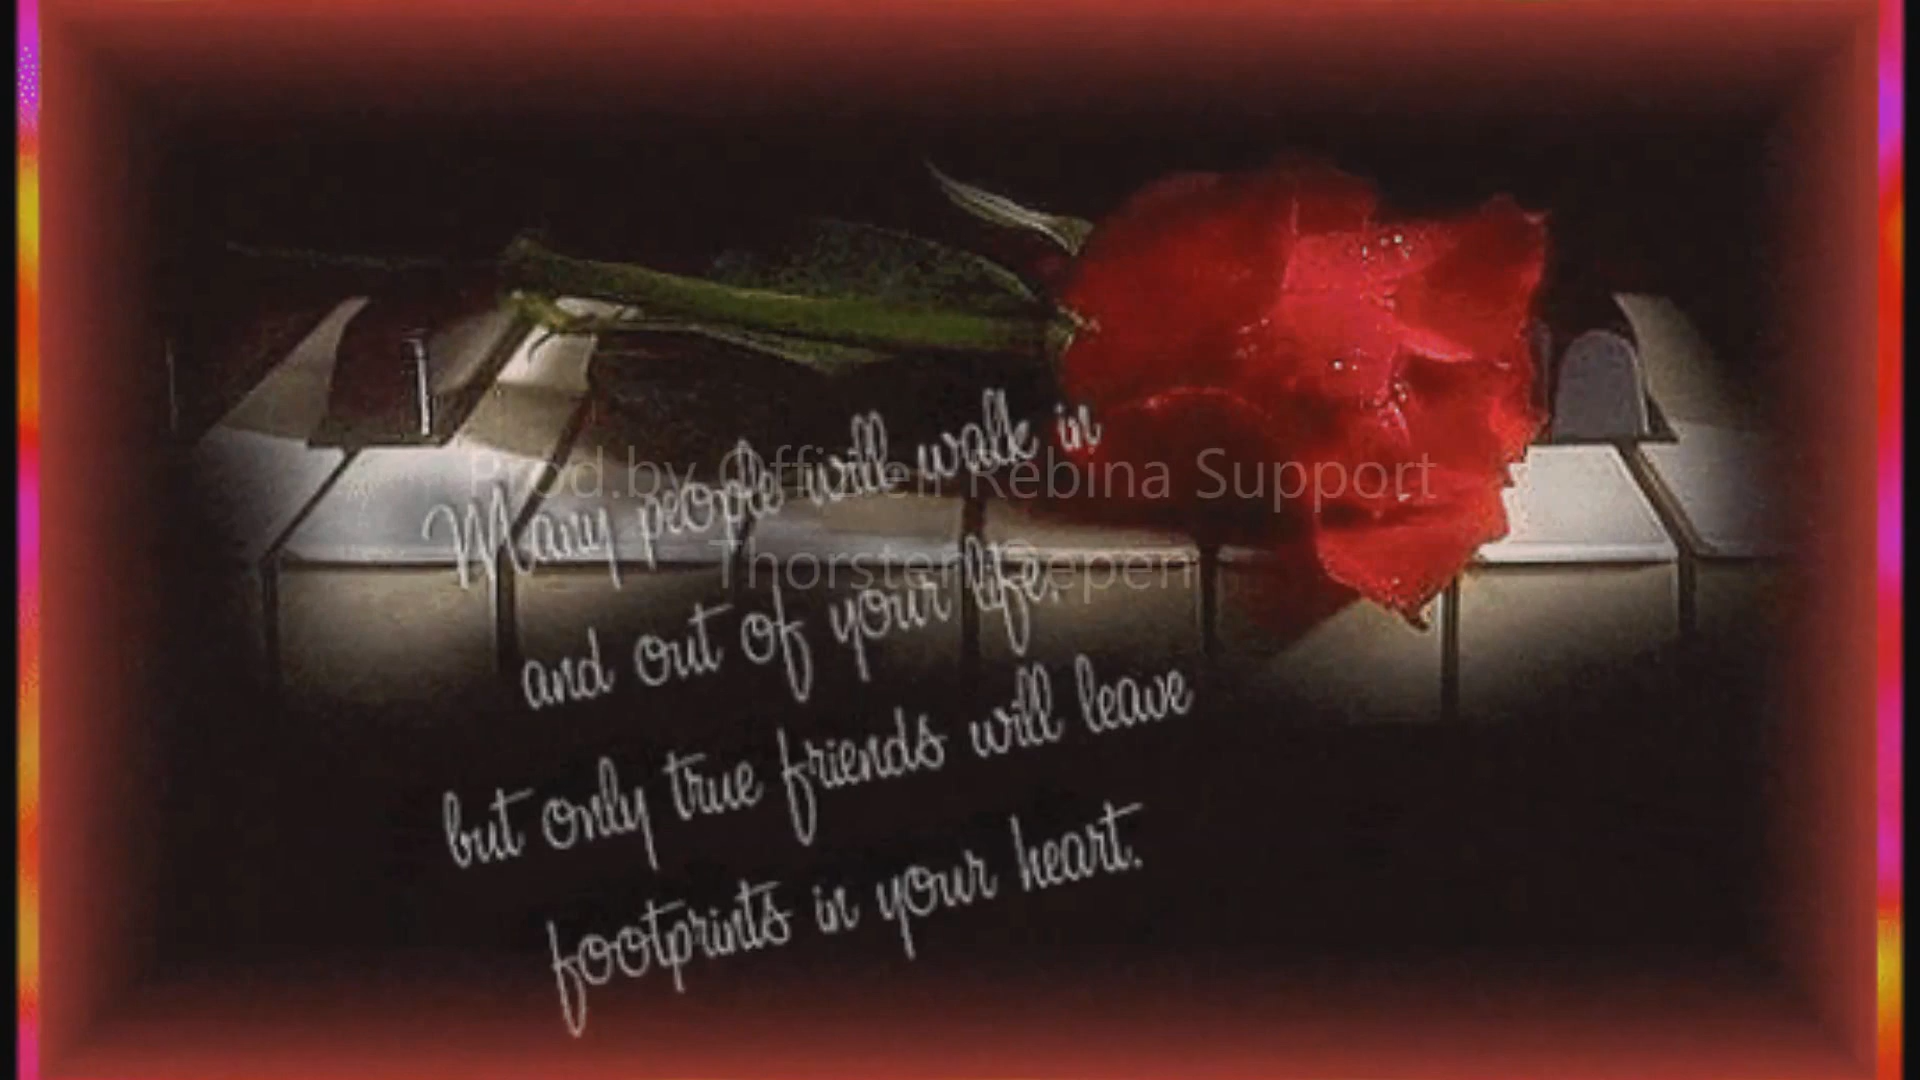 Many people will walk in
and out of your life.
but only true friends will leave
footprints in your heart.
Prod.by Rebina Support
Thorsten